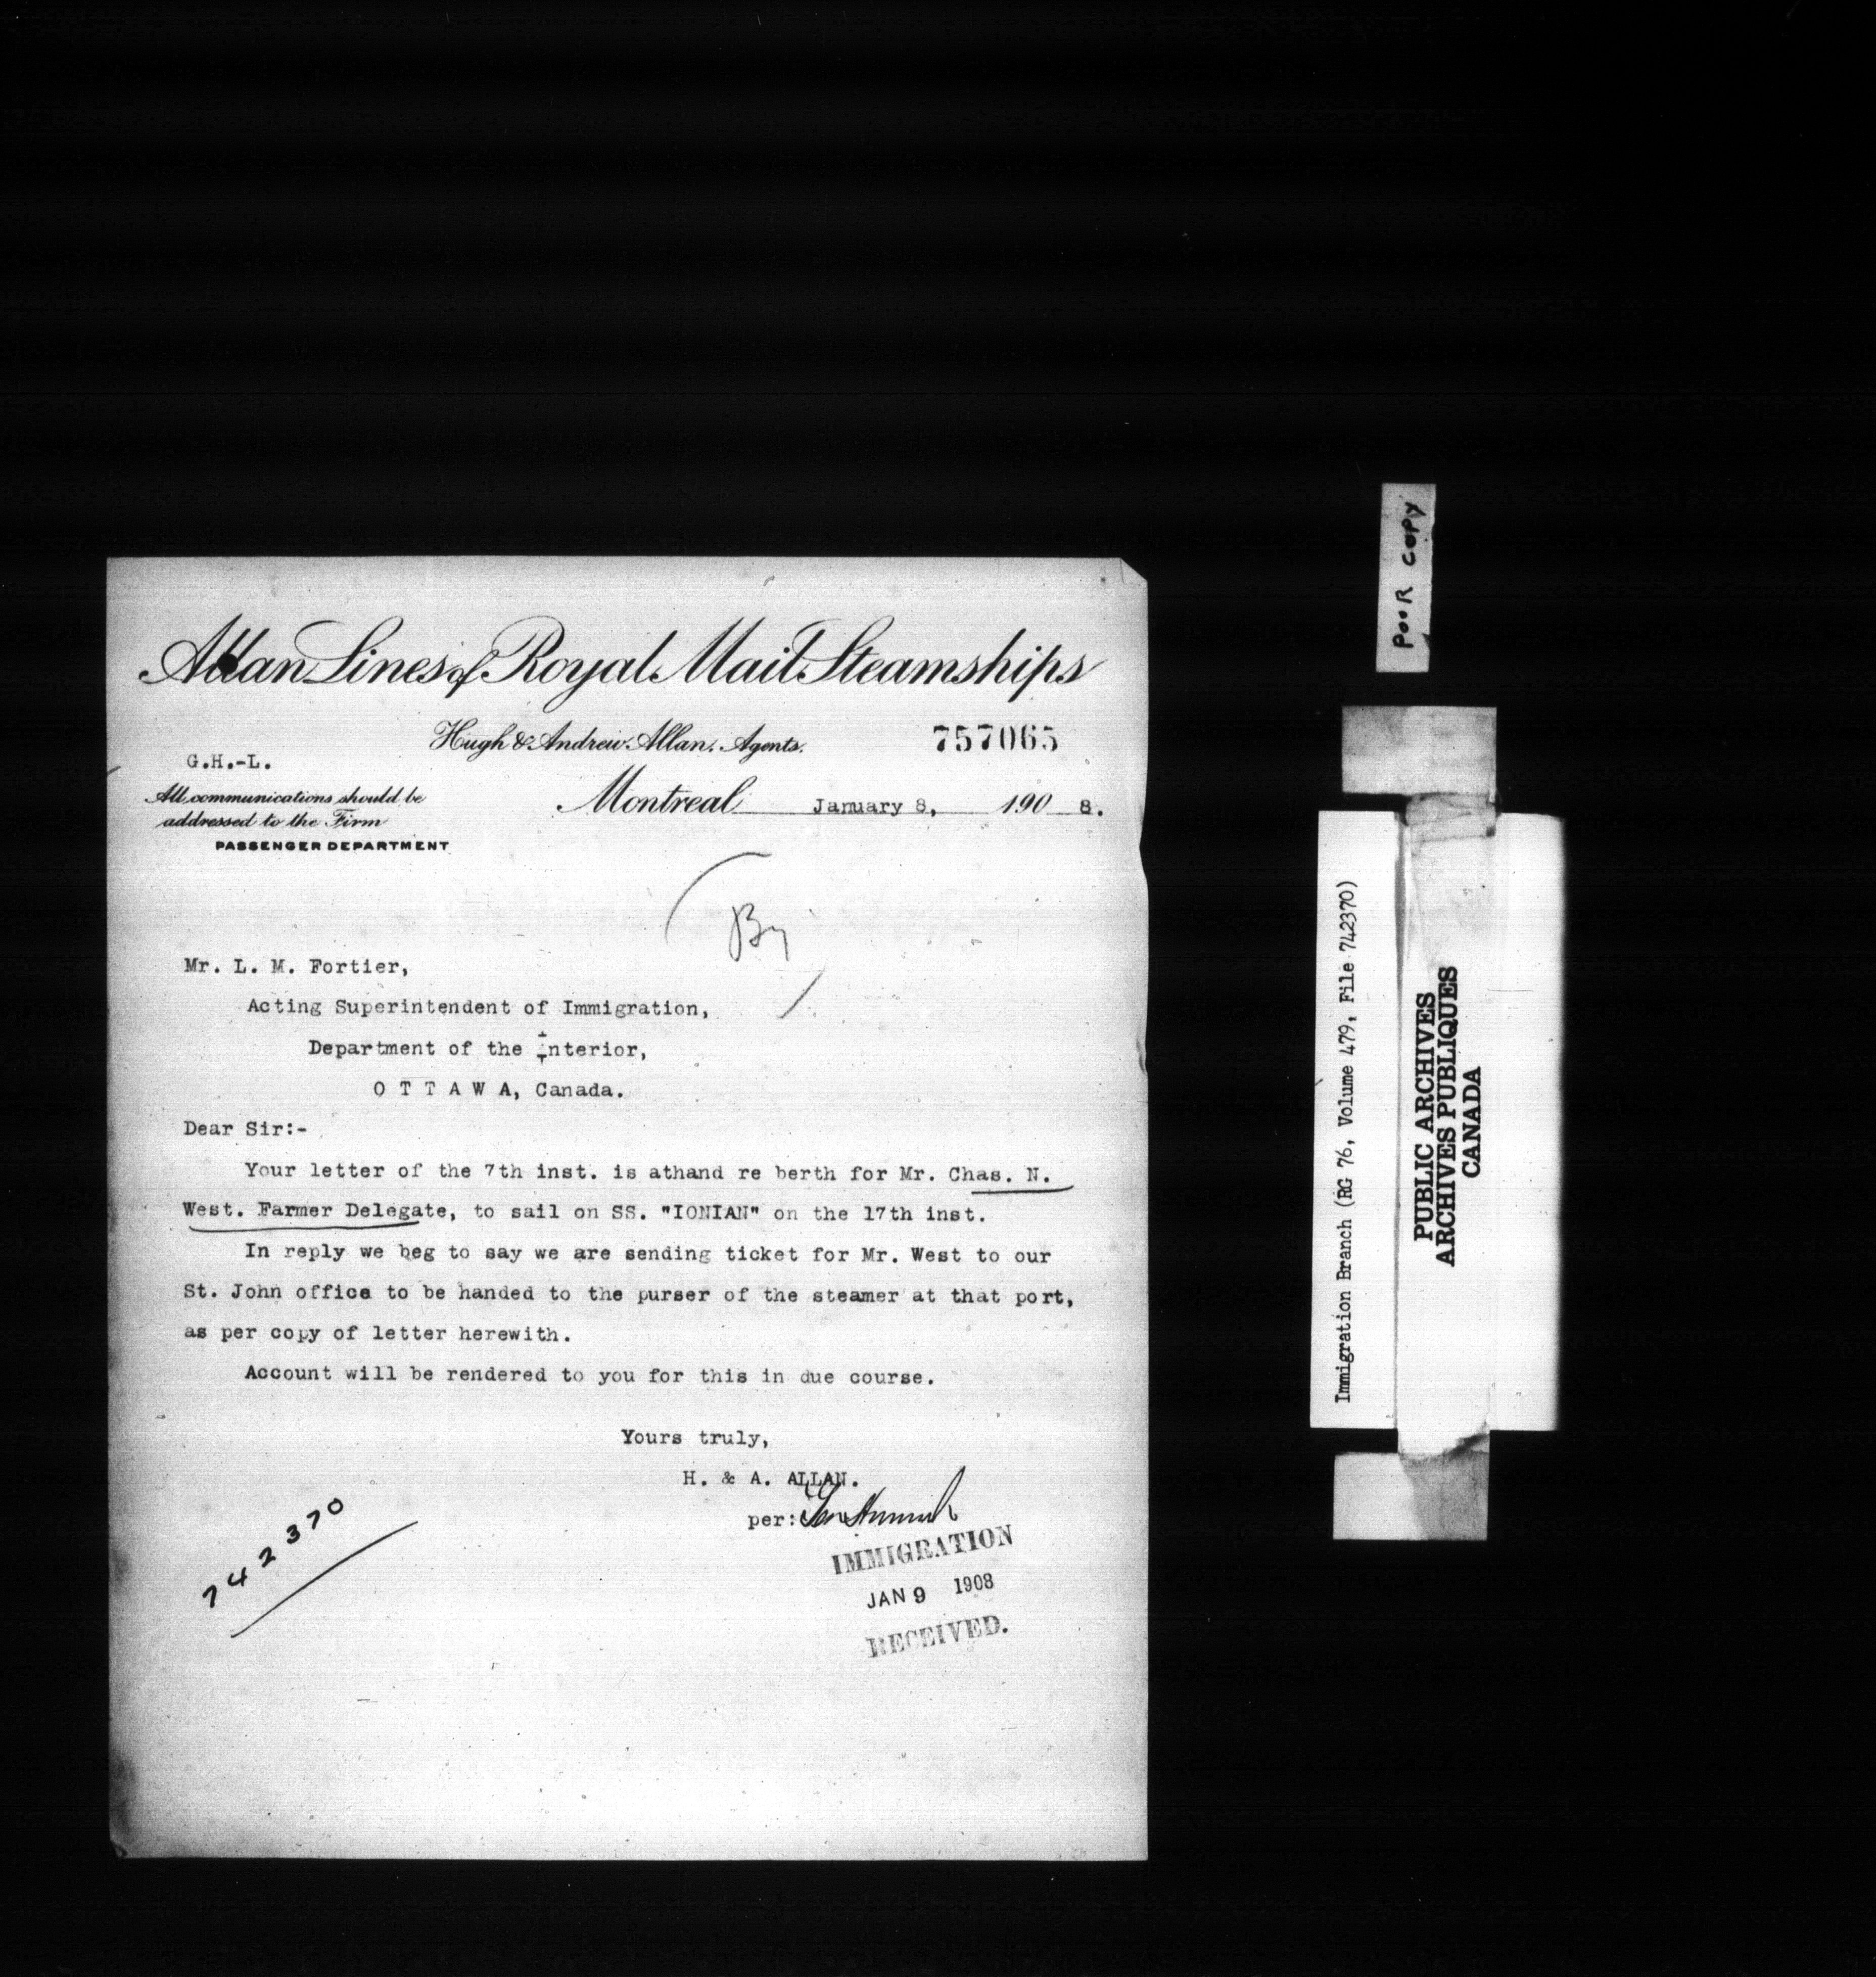 Allan Lines of Royal Mail Steamships
Hugh & Andrew Allan, Agents.
757065
G.H.-L.
All communications should be
addressed to the Firm
PASSENGER DEPARTMENT
Montreal January 8, 190 8.
By
Mr. L. M. Fortier,
Acting Superintendent of Immigration,
Department of the Interior,
O T T A W A, Canada.
Dear Sir:-
Your letter of the 7th inst. is athand re berth for Mr. Chas. N.
West. Farmer Delegate, to sail on SS. "IONIAN" on the 17th inst.
In reply we beg to say we are sending ticket for Mr. West to our
St. John office to be handed to the purser of the steamer at that port,
as per copy of letter herewith.
Account will be rendered to you for this in due course.
Yours truly,
H. & A. ALLAN.
per:
742370
IMMIGRATION
JAN 9 1908
RECEIVED.
POOR COPY
Immigration Branch (RG 76, Volume 479, File 742370)
PUBLIC ARCHIVES
ARCHIVES PUBLIQUES
CANADA